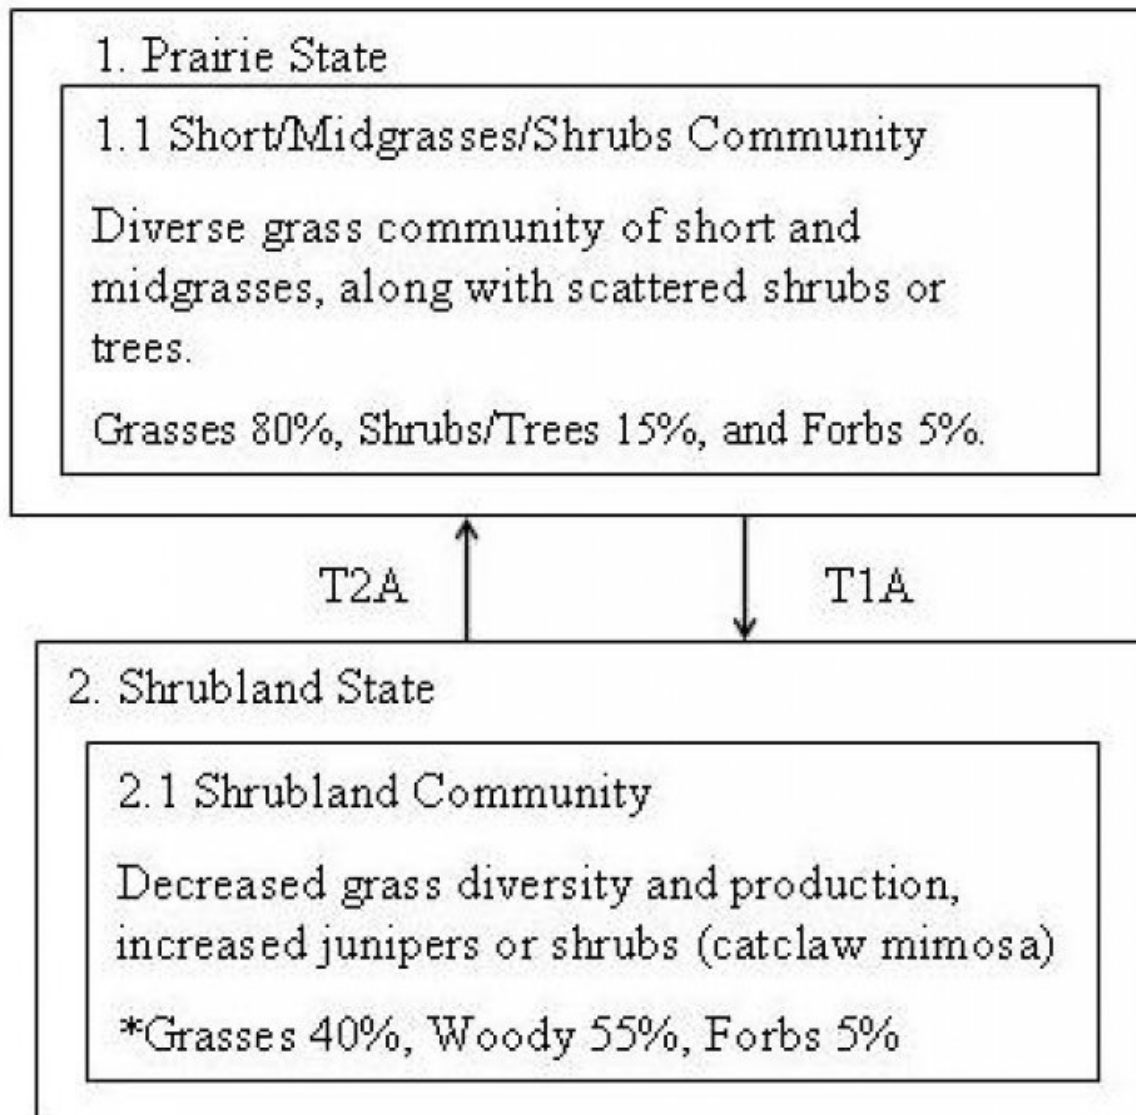 1. Prairie State
1.1 Short/Midgrasses/Shrubs Community
Diverse grass community of short and
midgrasses, along with scattered shrubs or
trees.
Grasses 80%, Shrubs/Trees 15%, and Forbs 5%.
T2A
T1A
2. Shrubland State
2.1 Shrubland Community
Decreased grass diversity and production,
increased junipers or shrubs (catclaw mimosa)
*Grasses 40%, Woody 55%, Forbs 5%